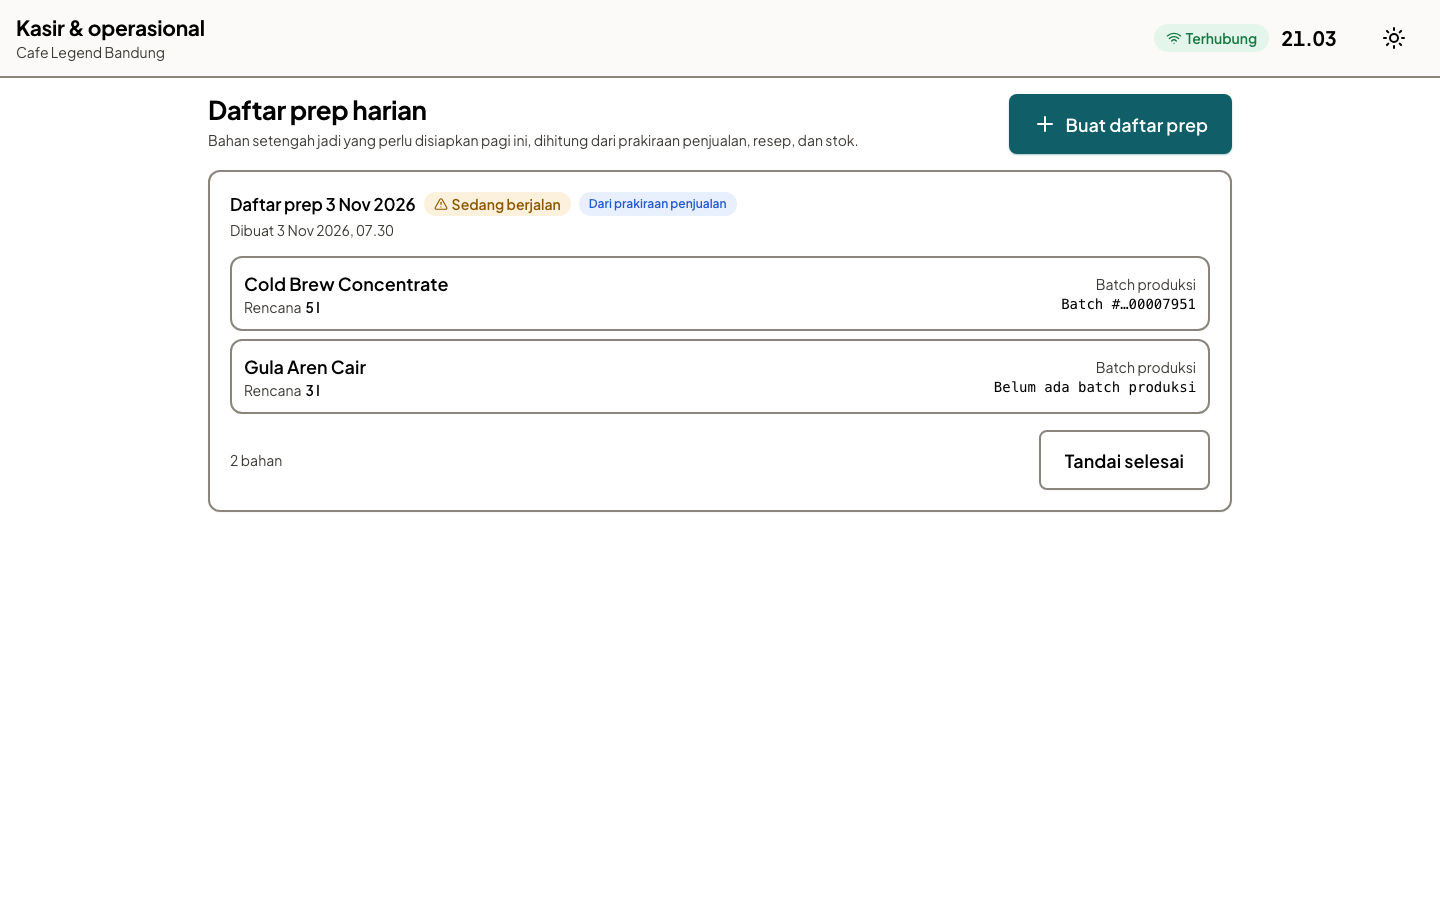 Kasir & operasional
Cafe Legend Bandung
Terhubung
21.03
Daftar prep harian
Bahan setengah jadi yang perlu disiapkan pagi ini, dihitung dari prakiraan penjualan, resep, dan stok.
Buat daftar prep
Daftar prep 3 Nov 2026
Sedang berjalan
Dari prakiraan penjualan
Dibuat 3 Nov 2026, 07.30
Cold Brew Concentrate
Rencana 5 l
Batch produksi
Batch #…00007951
Gula Aren Cair
Rencana 3 l
Batch produksi
Belum ada batch produksi
2 bahan
Tandai selesai